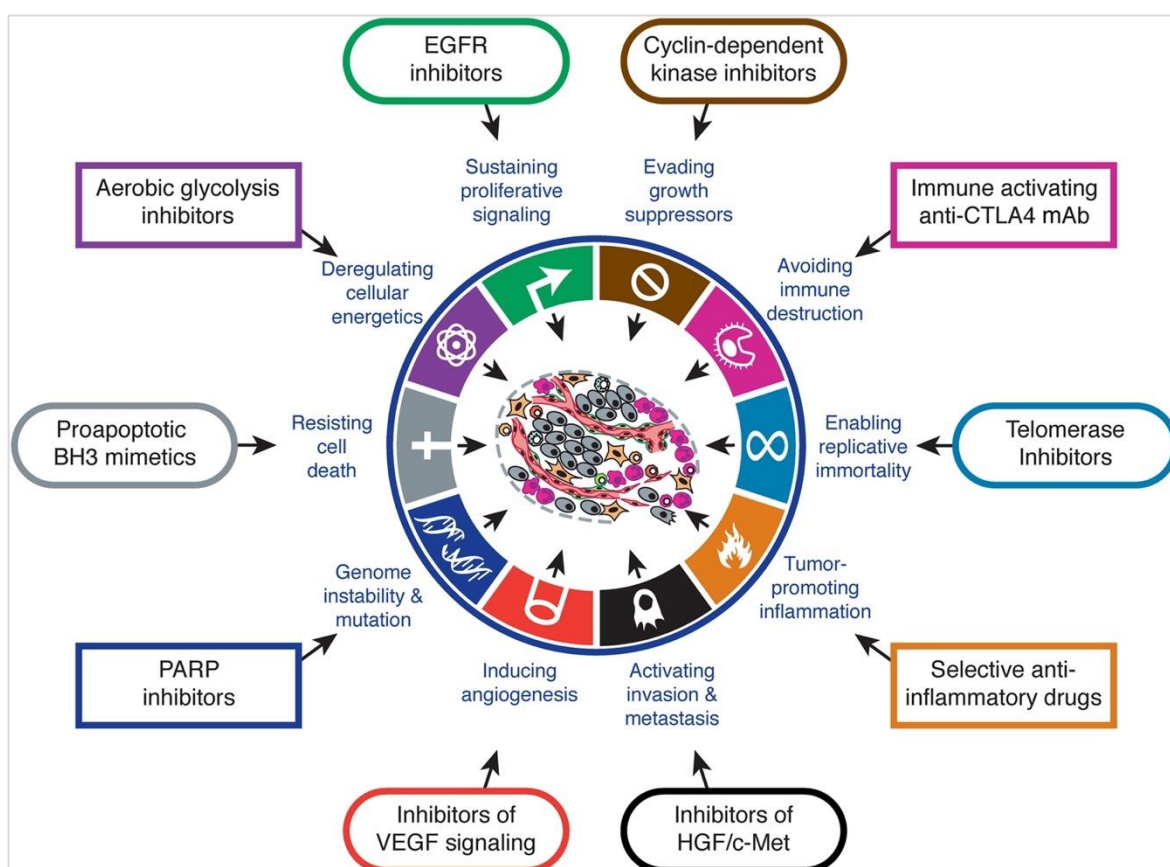 EGFR
inhibitors
Cyclin-dependent
kinase inhibitors
Sustaining
proliferative
signaling
Evading
growth
suppressors
Aerobic glycolysis
inhibitors
Immune activating
anti-CTLA4 mAb
Deregulating
cellular
energetics
Avoiding
immune
destruction
Proapoptotic
BH3 mimetics
Resisting
cell
death
Enabling
replicative
immortality
Telomerase
Inhibitors
Genome
instability &
mutation
Tumor-
promoting
inflammation
PARP
inhibitors
Inducing
angiogenesis
Activating
invasion &
metastasis
Selective anti-
inflammatory drugs
Inhibitors of
VEGF signaling
Inhibitors of
HGF/c-Met